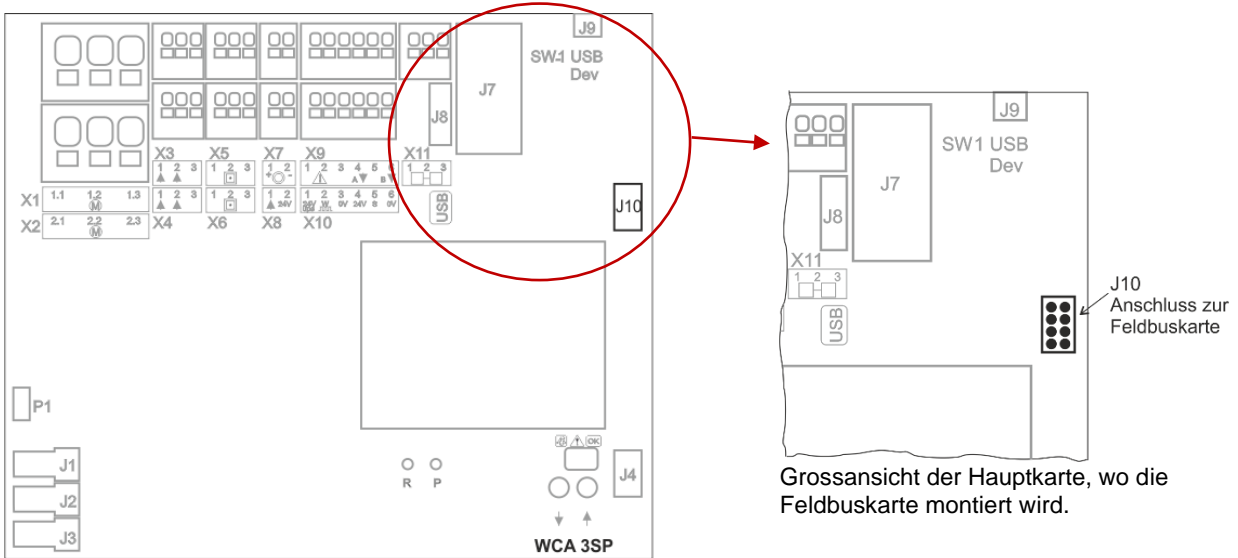 J9
SW1 USB
Dev
J7
J8
X3 X5 X7 X9 X11
1 2 3 1 2 3 1 2 1 2 3 4 5 6 1 2 3
+ - A▼ B▼
X1 1.1 1.2 1.3
M
1 2 3 1 2 3 1 2 1 2 3 4 5 6
24V 24V W 0V 24V S 0V
X2 2.1 2.2 2.3
M
X4 X6 X8 X10
USB
J10
P1
J1
J2
J3
R P
OK
J4
WCA 3SP
J9
SW1 USB
Dev
J7
J8
X11
1 2 3
USB
J10
Anschluss zur
Feldbuskarte
Grossansicht der Hauptkarte, wo die
Feldbuskarte montiert wird.